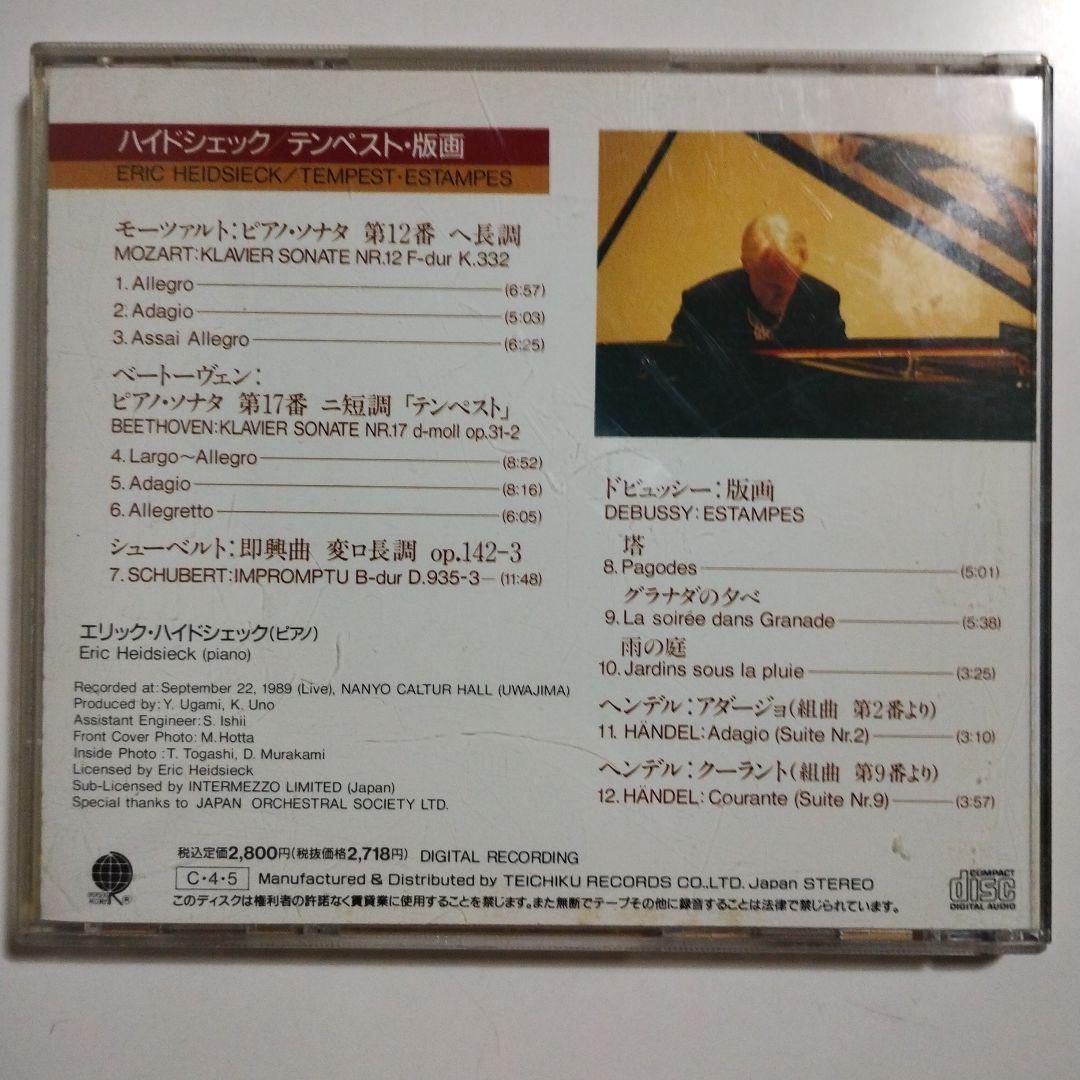 ハイドシェック／テンペスト・版画
ERIC HEIDSIECK/TEMPEST・ESTAMPES
モーツァルト：ピアノ・ソナタ 第12番 ヘ長調
MOZART:KLAVIER SONATE NR.12 F-dur K.332
1. Allegro (6:57)
2. Adagio (5:03)
3. Assai Allegro (6:25)
ベートーヴェン：
ピアノ・ソナタ 第17番 ニ短調「テンペスト」
BEETHOVEN:KLAVIER SONATE NR.17 d-moll op.31-2
4. Largo～Allegro (8:52)
5. Adagio (8:16)
6. Allegretto (6:05)
シューベルト：即興曲 変ロ長調 op.142-3
7. SCHUBERT:IMPROMPTU B-dur D.935-3 (11:48)
エリック・ハイドシェック(ピアノ)
Eric Heidsieck (piano)
Recorded at: September 22, 1989 (Live), NANYO CALTUR HALL (UWAJIMA)
Produced by: Y. Ugami, K. Uno
Assistant Engineer: S. Ishii
Front Cover Photo: M. Hotta
Inside Photo : T. Togashi, D. Murakami
Licensed by Eric Heidsieck
Sub-Licensed by INTERMEZZO LIMITED (Japan)
Special thanks to JAPAN ORCHESTRAL SOCIETY LTD.
ドビュッシー：版画
DEBUSSY: ESTAMPES
塔
8. Pagodes (5:01)
グラナダの夕べ
9. La soirée dans Granade (5:38)
雨の庭
10. Jardins sous la pluie (3:25)
ヘンデル：アダージョ(組曲 第2番より)
11. HÄNDEL: Adagio (Suite Nr.2) (3:10)
ヘンデル：クーラント(組曲 第9番より)
12. HÄNDEL: Courante (Suite Nr.9) (3:57)
税込定価2,800円(税抜価格2,718円) DIGITAL RECORDING
C・4・5 Manufactured & Distributed by TEICHIKU RECORDS CO.,LTD. Japan STEREO
このディスクは権利者の許諾なく賃貸業に使用することを禁じます。また無断でテープその他に録音することは法律で禁じられています。
COMPACT
disc
DIGITAL AUDIO